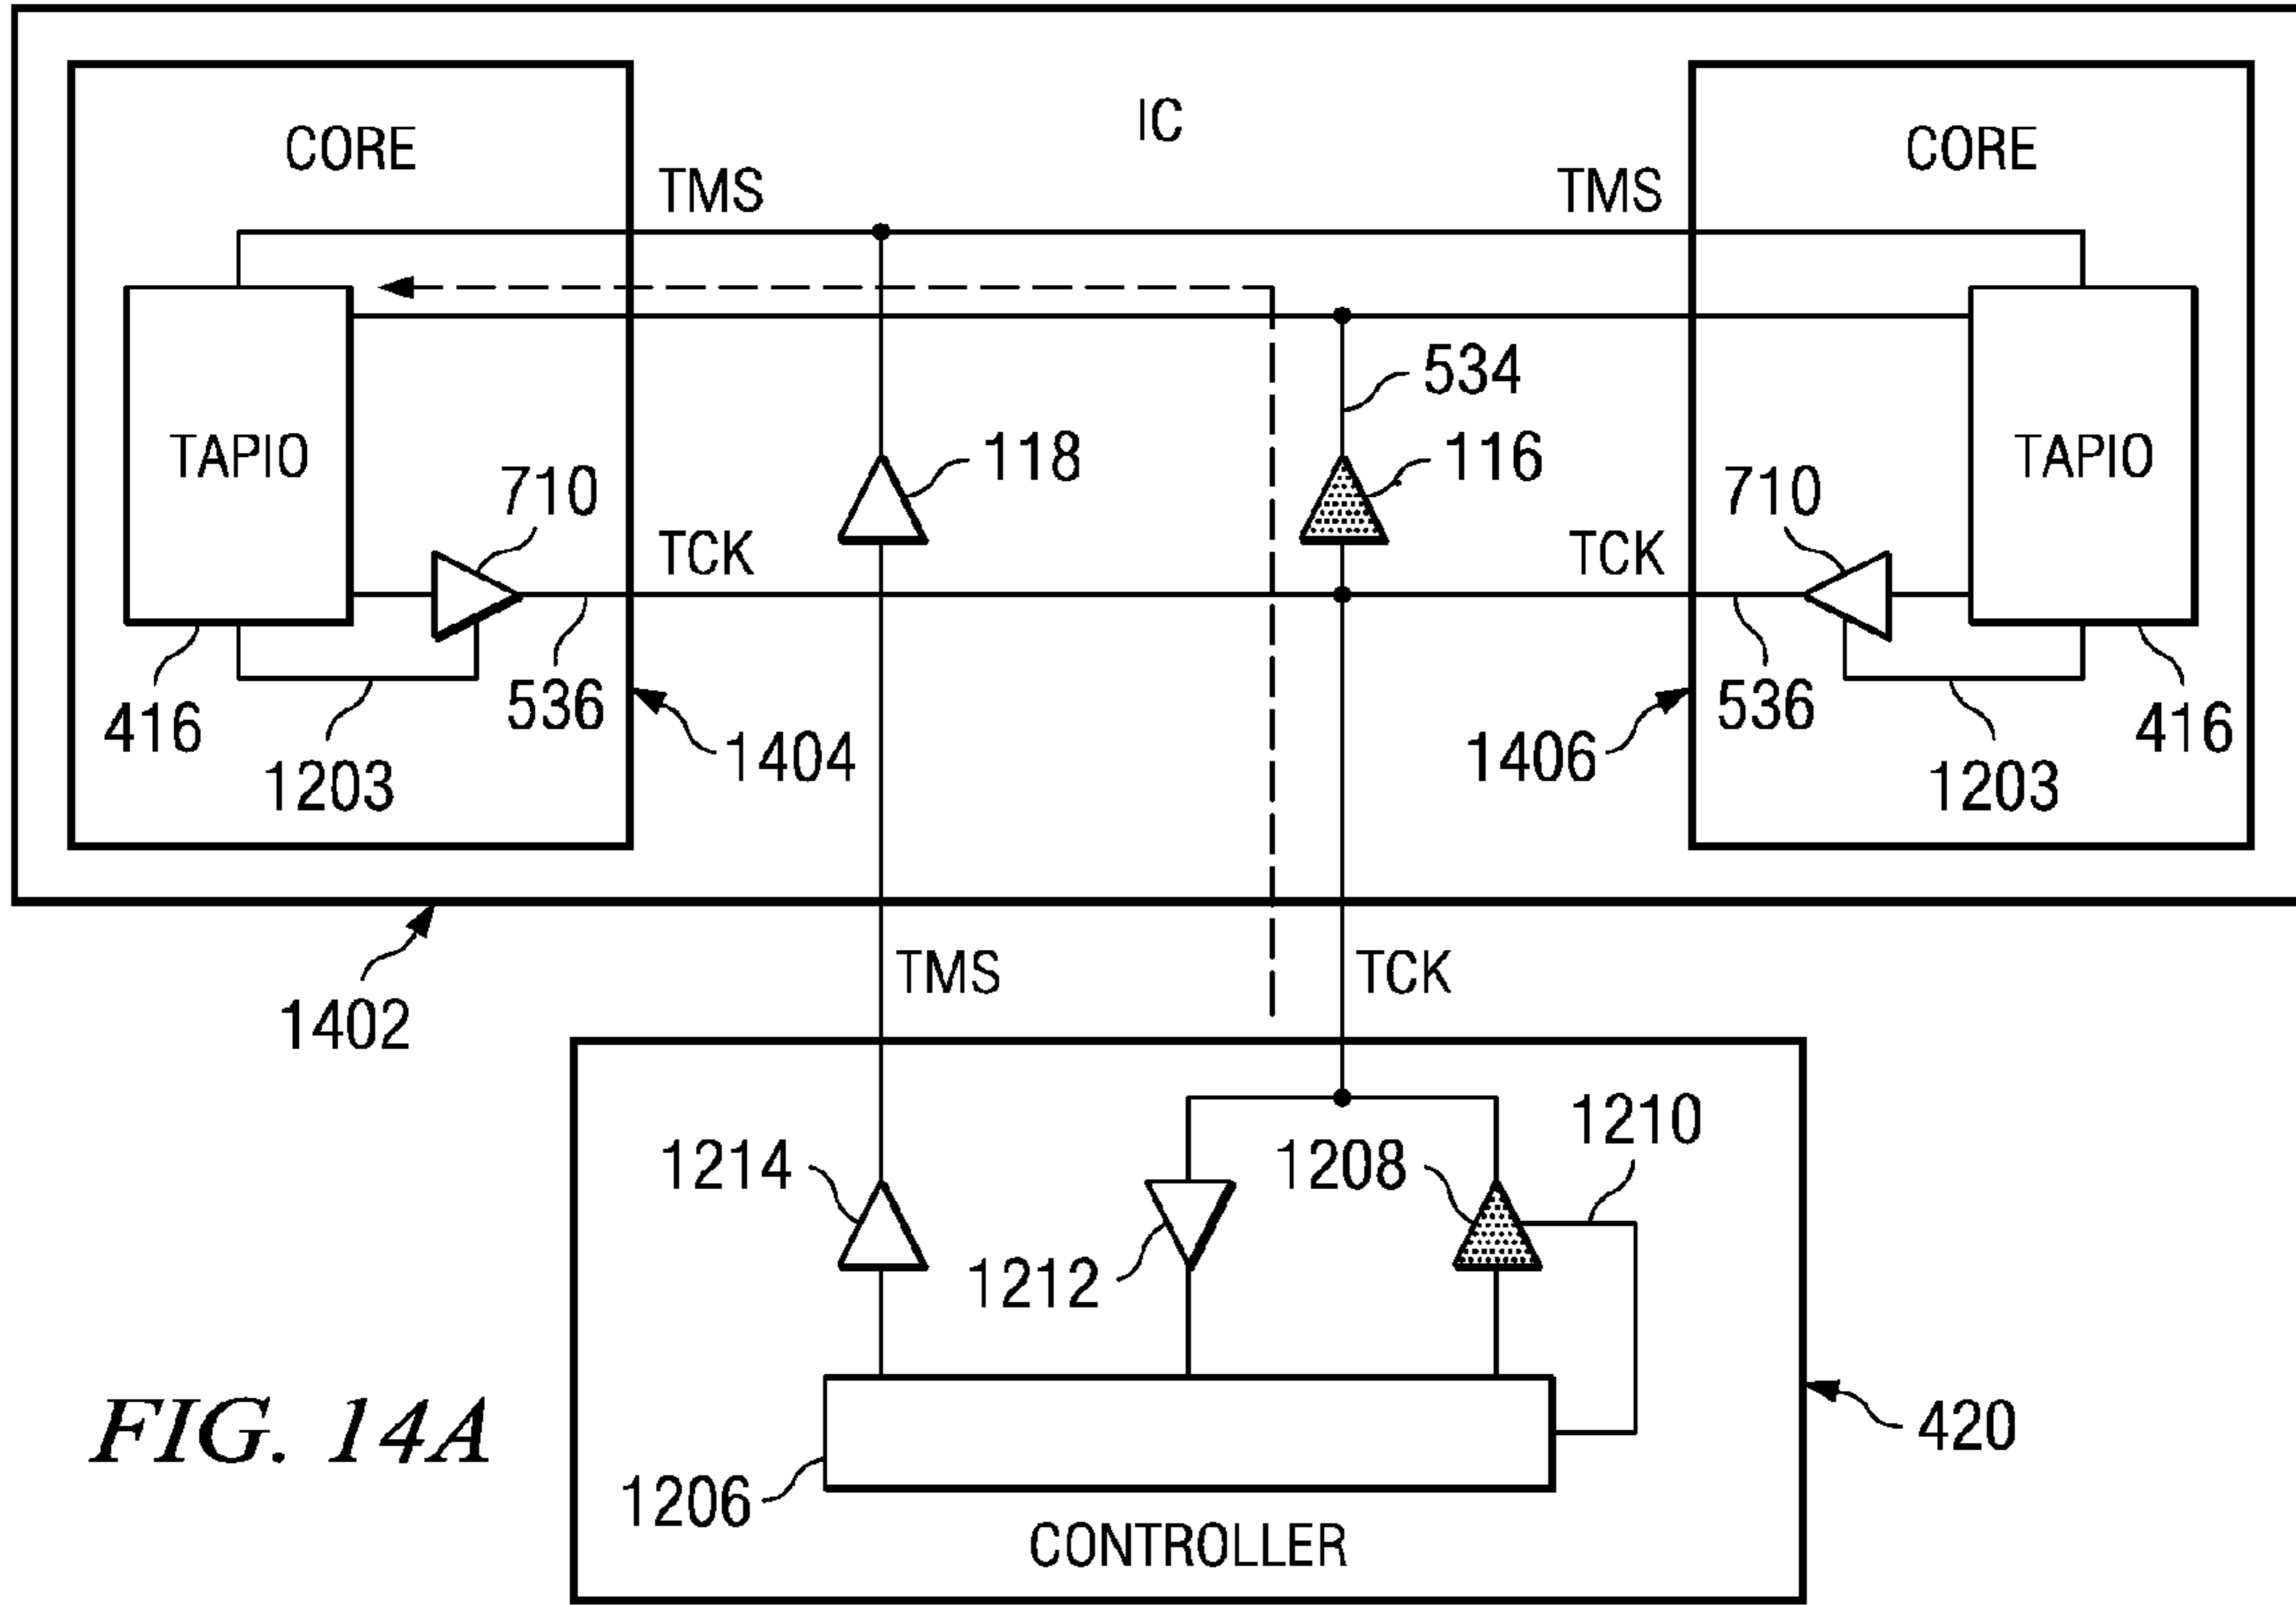 IC
CORE
CORE
TMS
TMS
534
118
116
TAPIO
TAPIO
710
710
TCK
TCK
416
536
1404
1406
536
416
1203
1203
TMS
TCK
1402
1210
1214
1208
1212
420
FIG. 14A
1206
CONTROLLER